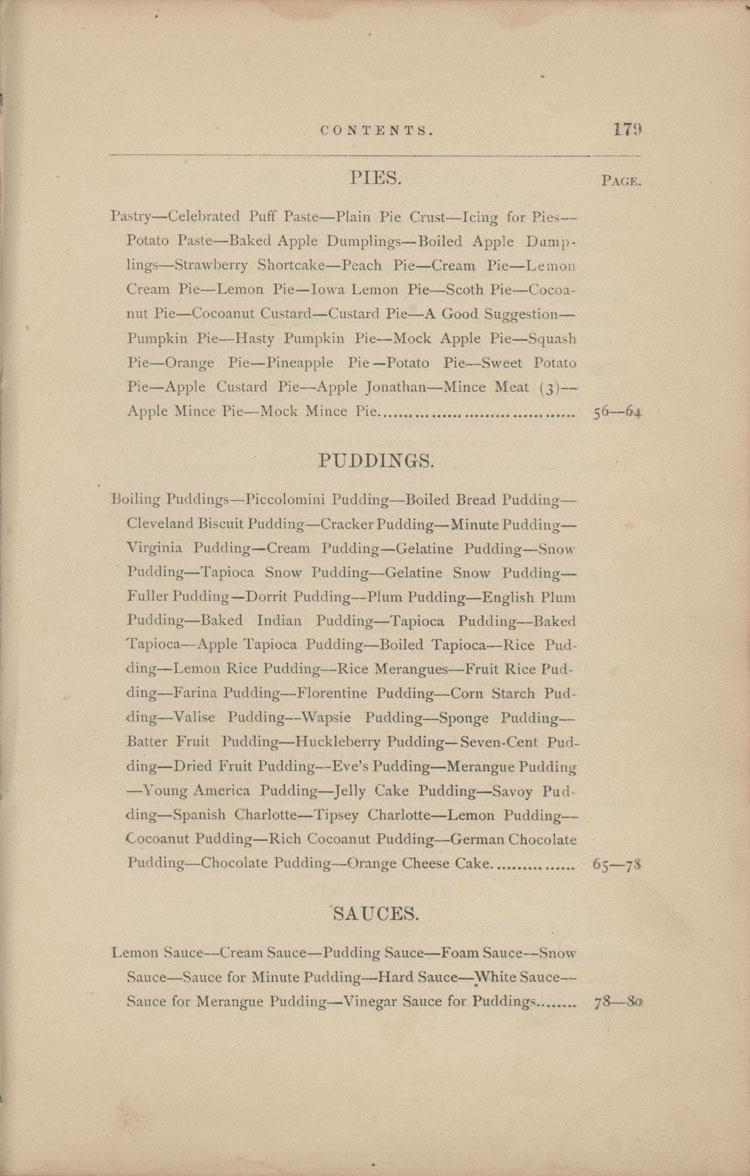 CONTENTS. 179
PIES. PAGE.
Pastry—Celebrated Puff Paste—Plain Pie Crust—Icing for Pies—
Potato Paste—Baked Apple Dumplings—Boiled Apple Dump-
lings—Strawberry Shortcake—Peach Pie—Cream Pie—Lemon
Cream Pie—Lemon Pie—Iowa Lemon Pie—Scoth Pie—Cocoa-
nut Pie—Cocoanut Custard—Custard Pie—A Good Suggestion—
Pumpkin Pie—Hasty Pumpkin Pie—Mock Apple Pie—Squash
Pie—Orange Pie—Pineapple Pie—Potato Pie—Sweet Potato
Pie—Apple Custard Pie—Apple Jonathan—Mince Meat (3)—
Apple Mince Pie—Mock Mince Pie.................................... 56—64
PUDDINGS.
Boiling Puddings—Piccolomini Pudding—Boiled Bread Pudding—
Cleveland Biscuit Pudding—Cracker Pudding—Minute Pudding—
Virginia Pudding—Cream Pudding—Gelatine Pudding—Snow
Pudding—Tapioca Snow Pudding—Gelatine Snow Pudding—
Fuller Pudding—Dorrit Pudding—Plum Pudding—English Plum
Pudding—Baked Indian Pudding—Tapioca Pudding—Baked
Tapioca—Apple Tapioca Pudding—Boiled Tapioca—Rice Pud-
ding—Lemon Rice Pudding—Rice Merangues—Fruit Rice Pud-
ding—Farina Pudding—Florentine Pudding—Corn Starch Pud-
ding—Valise Pudding—Wapsie Pudding—Sponge Pudding—
Batter Fruit Pudding—Huckleberry Pudding—Seven-Cent Pud-
ding—Dried Fruit Pudding—Eve's Pudding—Merangue Pudding
—Young America Pudding—Jelly Cake Pudding—Savoy Pud-
ding—Spanish Charlotte—Tipsey Charlotte—Lemon Pudding—
Cocoanut Pudding—Rich Cocoanut Pudding—German Chocolate
Pudding—Chocolate Pudding—Orange Cheese Cake............... 65—78
SAUCES.
Lemon Sauce—Cream Sauce—Pudding Sauce—Foam Sauce—Snow
Sauce—Sauce for Minute Pudding—Hard Sauce—White Sauce—
Sauce for Merangue Pudding—Vinegar Sauce for Puddings........ 78—80